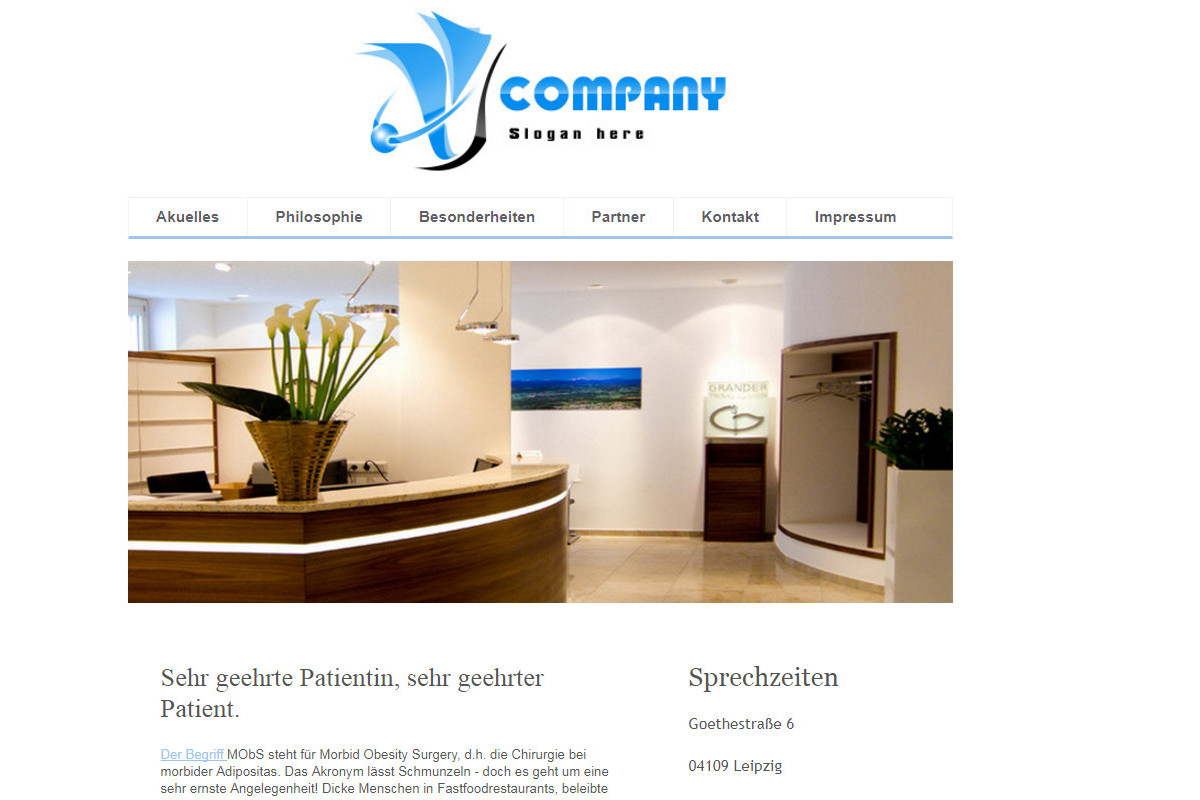 COMPANY
Slogan here
Akuelles Philosophie Besonderheiten Partner Kontakt Impressum
GRANDER
Sehr geehrte Patientin, sehr geehrter
Patient.
Der Begriff MObS steht für Morbid Obesity Surgery, d.h. die Chirurgie bei
morbider Adipositas. Das Akronym lässt Schmunzeln - doch es geht um eine
sehr ernste Angelegenheit! Dicke Menschen in Fastfoodrestaurants, beleibte
Sprechzeiten
Goethestraße 6
04109 Leipzig